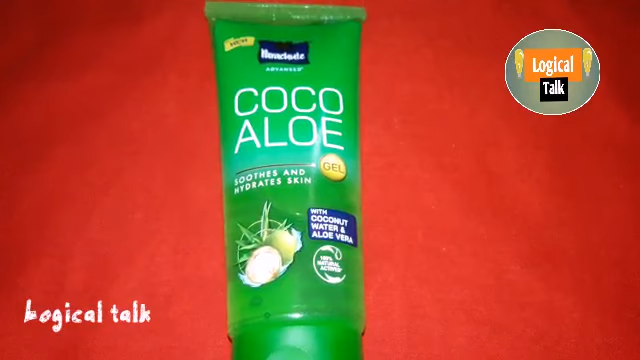 NEW
ADVANSED
COCO
ALOE
GEL
SOOTHES AND
HYDRATES SKIN
WITH
COCONUT
WATER &
ALOE VERA
100%
NATURAL
ACTIVES
Logical
Talk
Logical talk